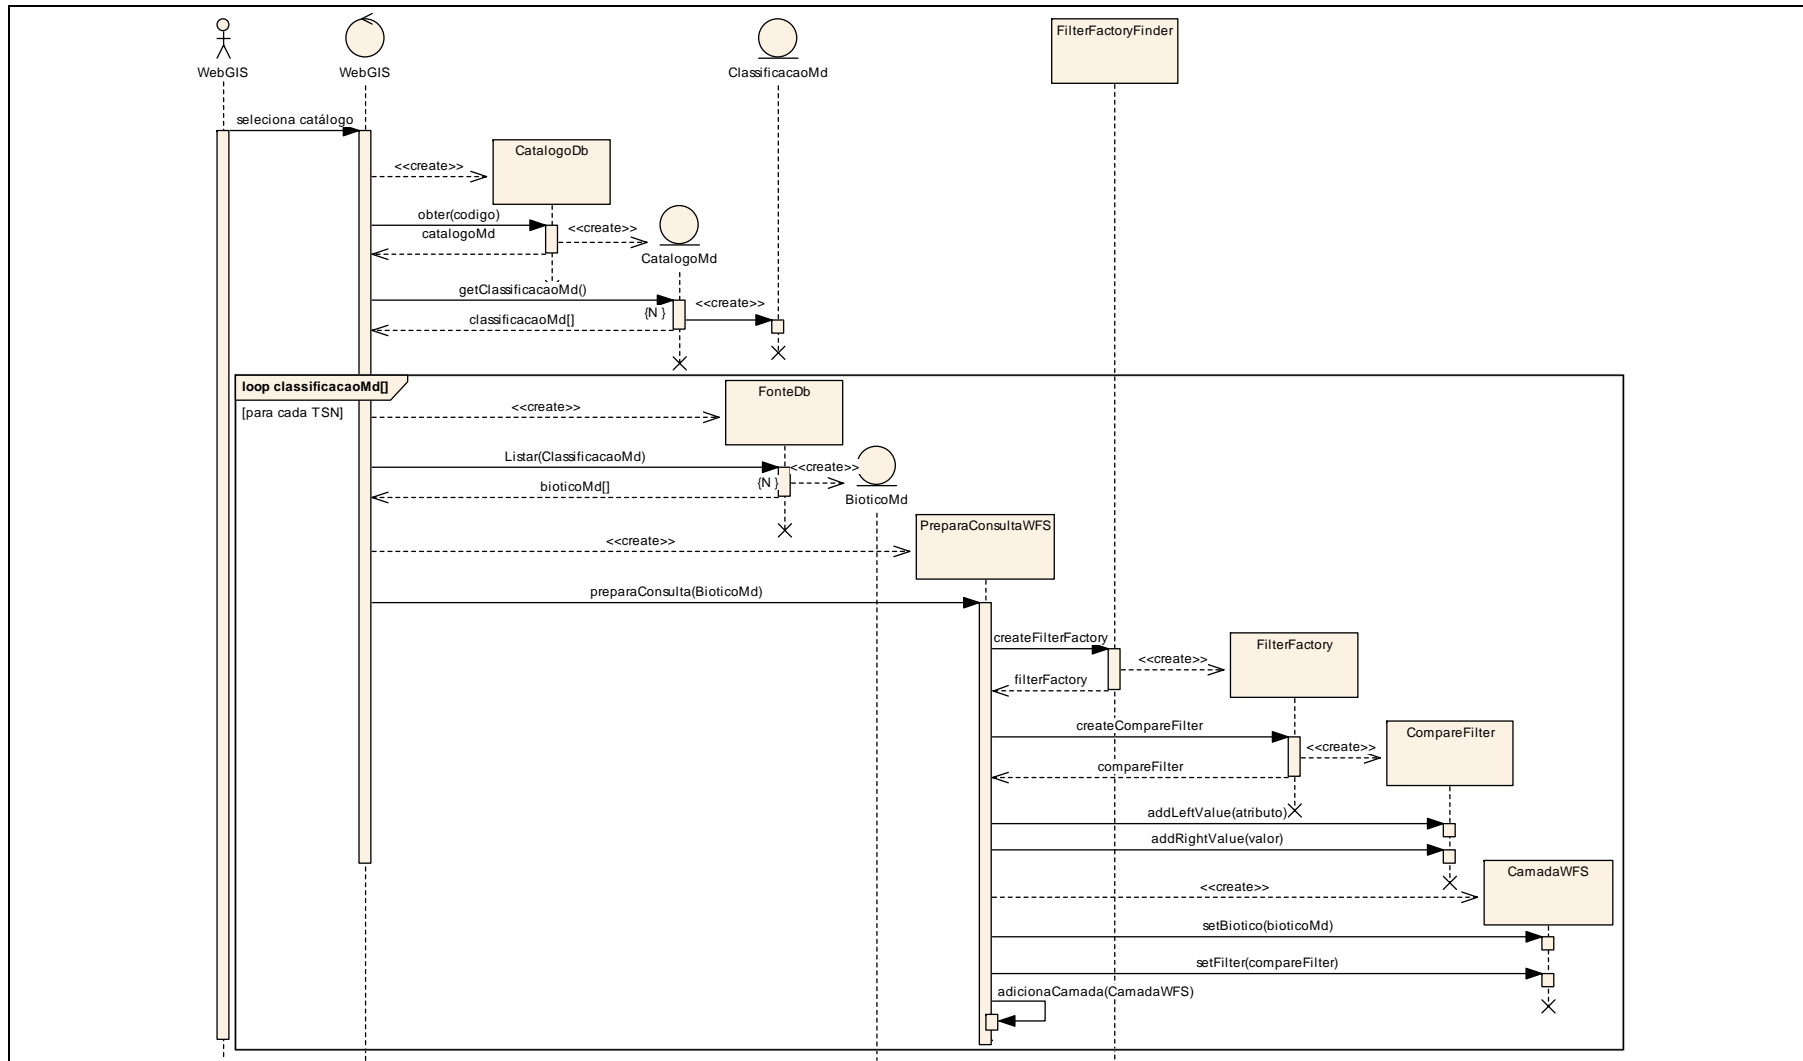 WebGIS
WebGIS
ClassificacaoMd
FilterFactoryFinder
seleciona catálogo
CatalogoDb
<<create>>
obter(codigo)
<<create>>
catalogoMd
CatalogoMd
getClassificacaoMd()
<<create>>
{N }
classificacaoMd[]
loop classificacaoMd[]
[para cada TSN]
<<create>>
FonteDb
Listar(ClassificacaoMd)
<<create>>
{N }
bioticoMd[]
BioticoMd
PreparaConsultaWFS
<<create>>
preparaConsulta(BioticoMd)
createFilterFactory
FilterFactory
<<create>>
filterFactory
createCompareFilter
CompareFilter
<<create>>
compareFilter
addLeftValue(atributo)
addRightValue(valor)
CamadaWFS
<<create>>
setBiotico(bioticoMd)
setFilter(compareFilter)
adicionaCamada(CamadaWFS)